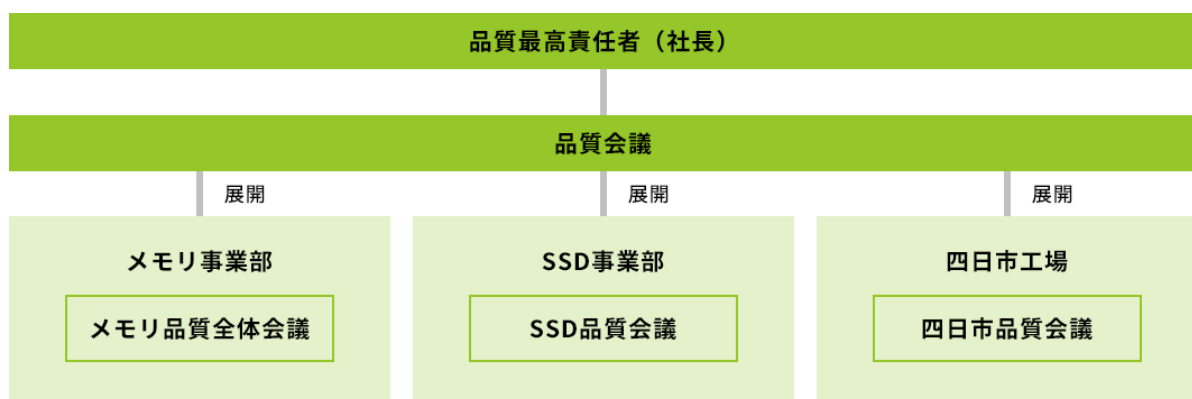 品質最高責任者（社長）
品質会議
展開
展開
展開
メモリ事業部
SSD事業部
四日市工場
メモリ品質全体会議
SSD品質会議
四日市品質会議